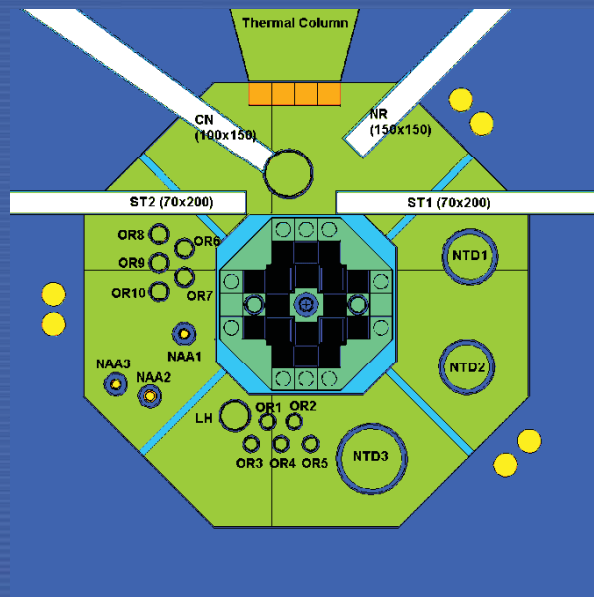 Thermal Column
CN
(100x150)
NR
(150x150)
ST2 (70x200)
ST1 (70x200)
OR8
OR6
OR9
OR7
OR10
NTD1
NAA1
NAA3
NAA2
NTD2
LH
OR1
OR2
OR3
OR4
OR5
NTD3